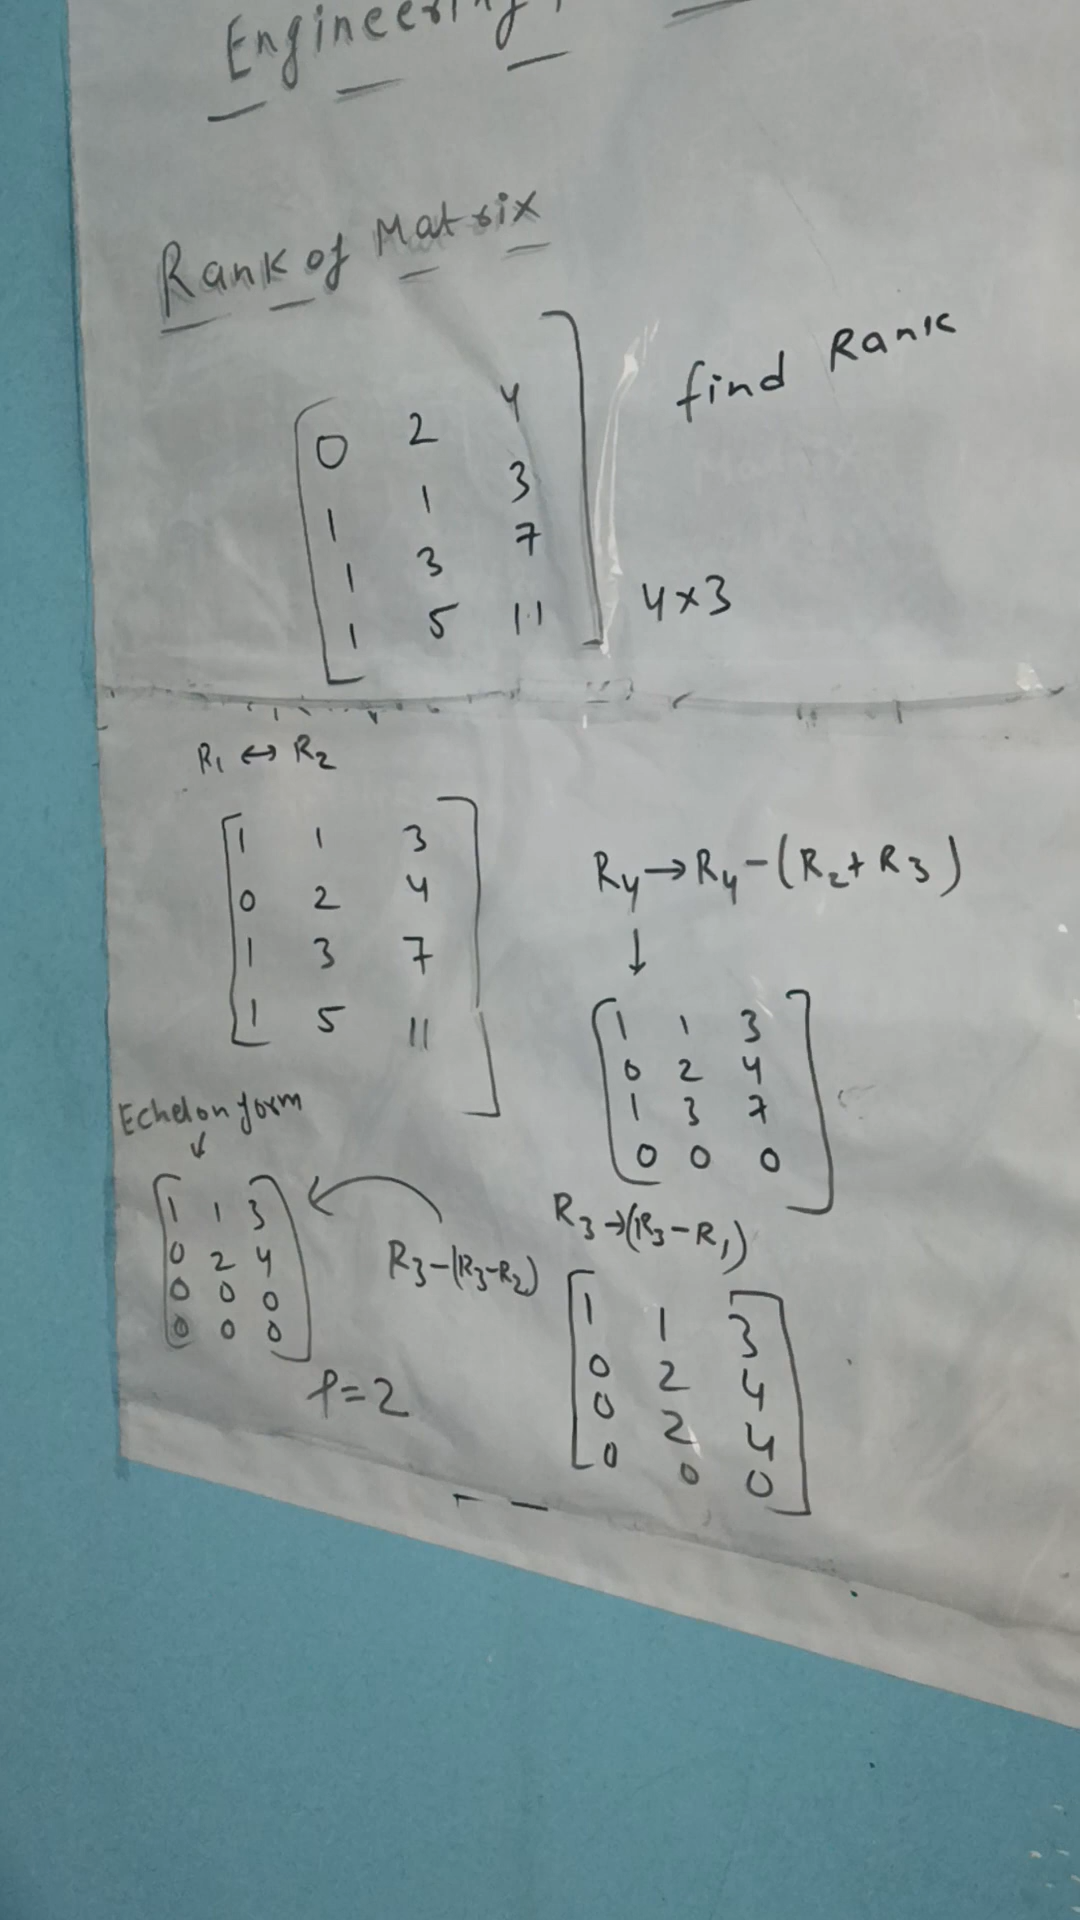 Engineering
Rank of Matrix
find Rank
0 2 4
1 1 3
1 3 7
1 5 11
4×3
R₁ ↔ R₂
1 1 3
0 2 4
1 3 7
1 5 11
R₄→R₄-(R₂+R₃)
↓
1 1 3
0 2 4
1 3 7
0 0 0
R₃→(R₃-R₁)
1 1 3
0 2 4
0 2 4
0 0 0
R₃-(R₃-R₂)
Echelon form
↓
1 1 3
0 2 4
0 0 0
0 0 0
ρ=2